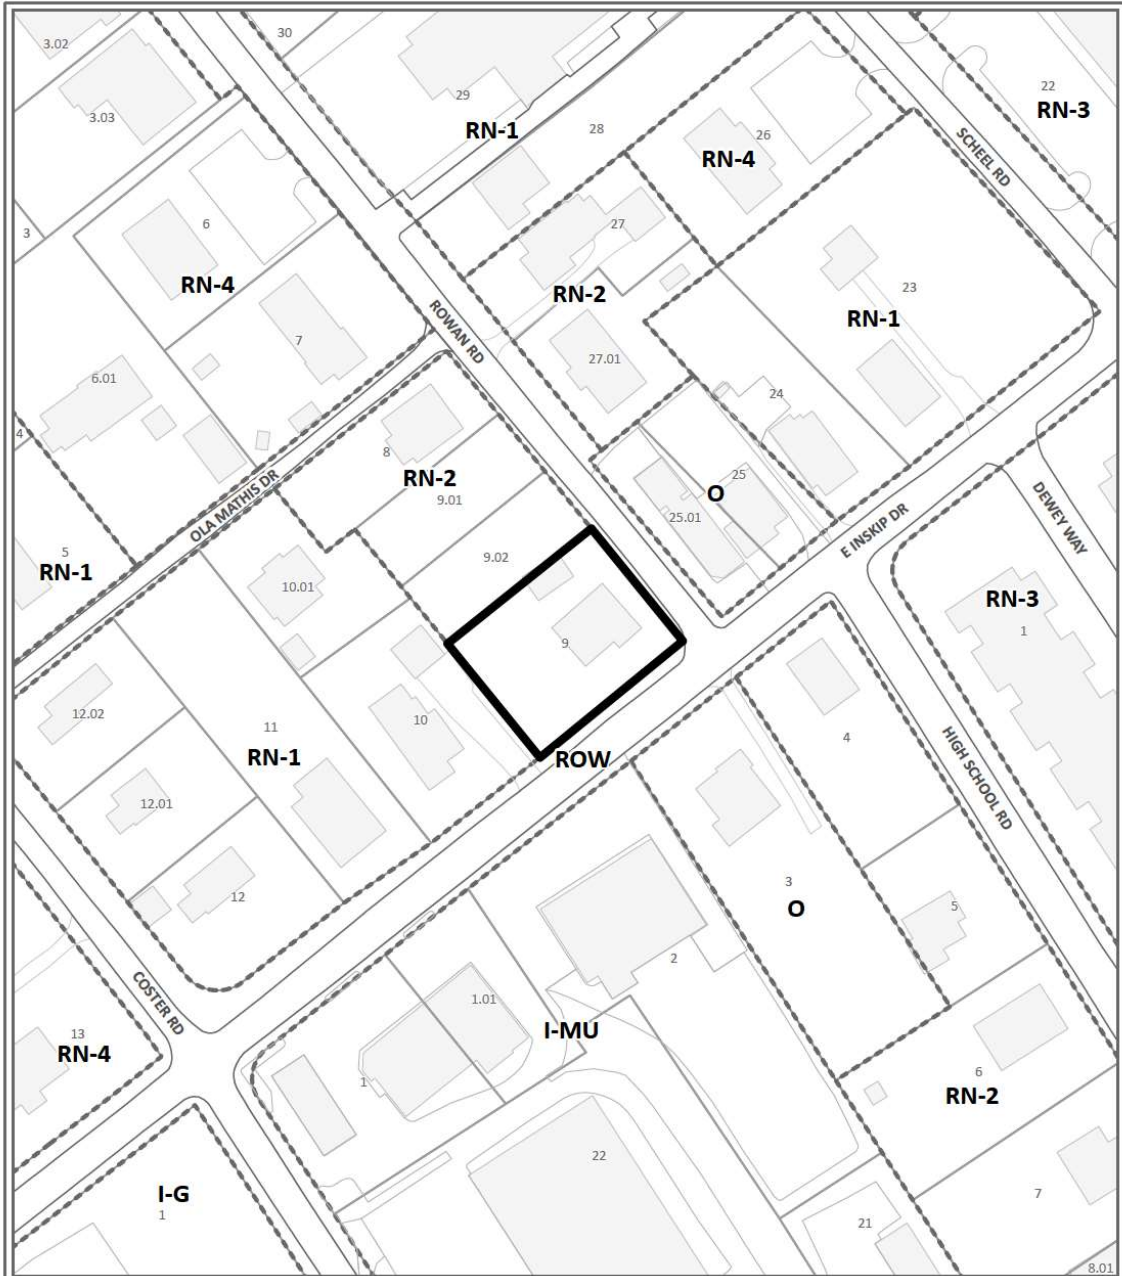 3.02
30
3.03
29
22
RN-3
RN-1
28
26
RN-4
SCHEEL RD
6
27
3
RN-4
RN-2
23
RN-1
ROWAN RD
7
27.01
6.01
24
4
8
RN-2
25
O
9.01
OLA MATHIS DR
25.01
E INSKIP DR
DEWEY WAY
5
RN-1
9.02
10.01
RN-3
1
9
12.02
10
11
RN-1
ROW
4
HIGH SCHOOL RD
12.01
12
3
O
5
2
COSTER RD
1.01
I-MU
13
RN-4
1
6
RN-2
22
I-G
1
7
21
8.01